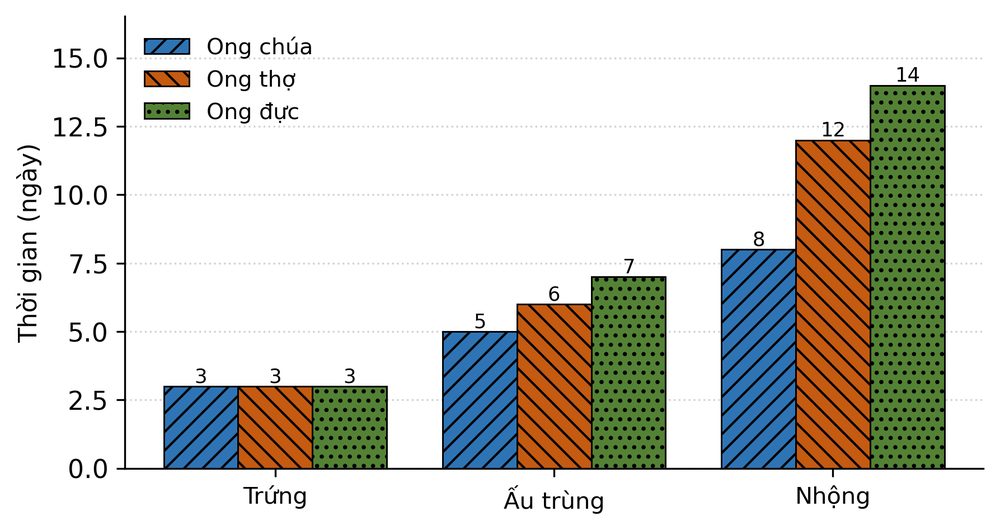 Ong chúa
Ong thợ
Ong đực
Thời gian (ngày)
15.0
12.5
10.0
7.5
5.0
2.5
0.0
3
3
3
5
6
7
8
12
14
Trứng
Ấu trùng
Nhộng